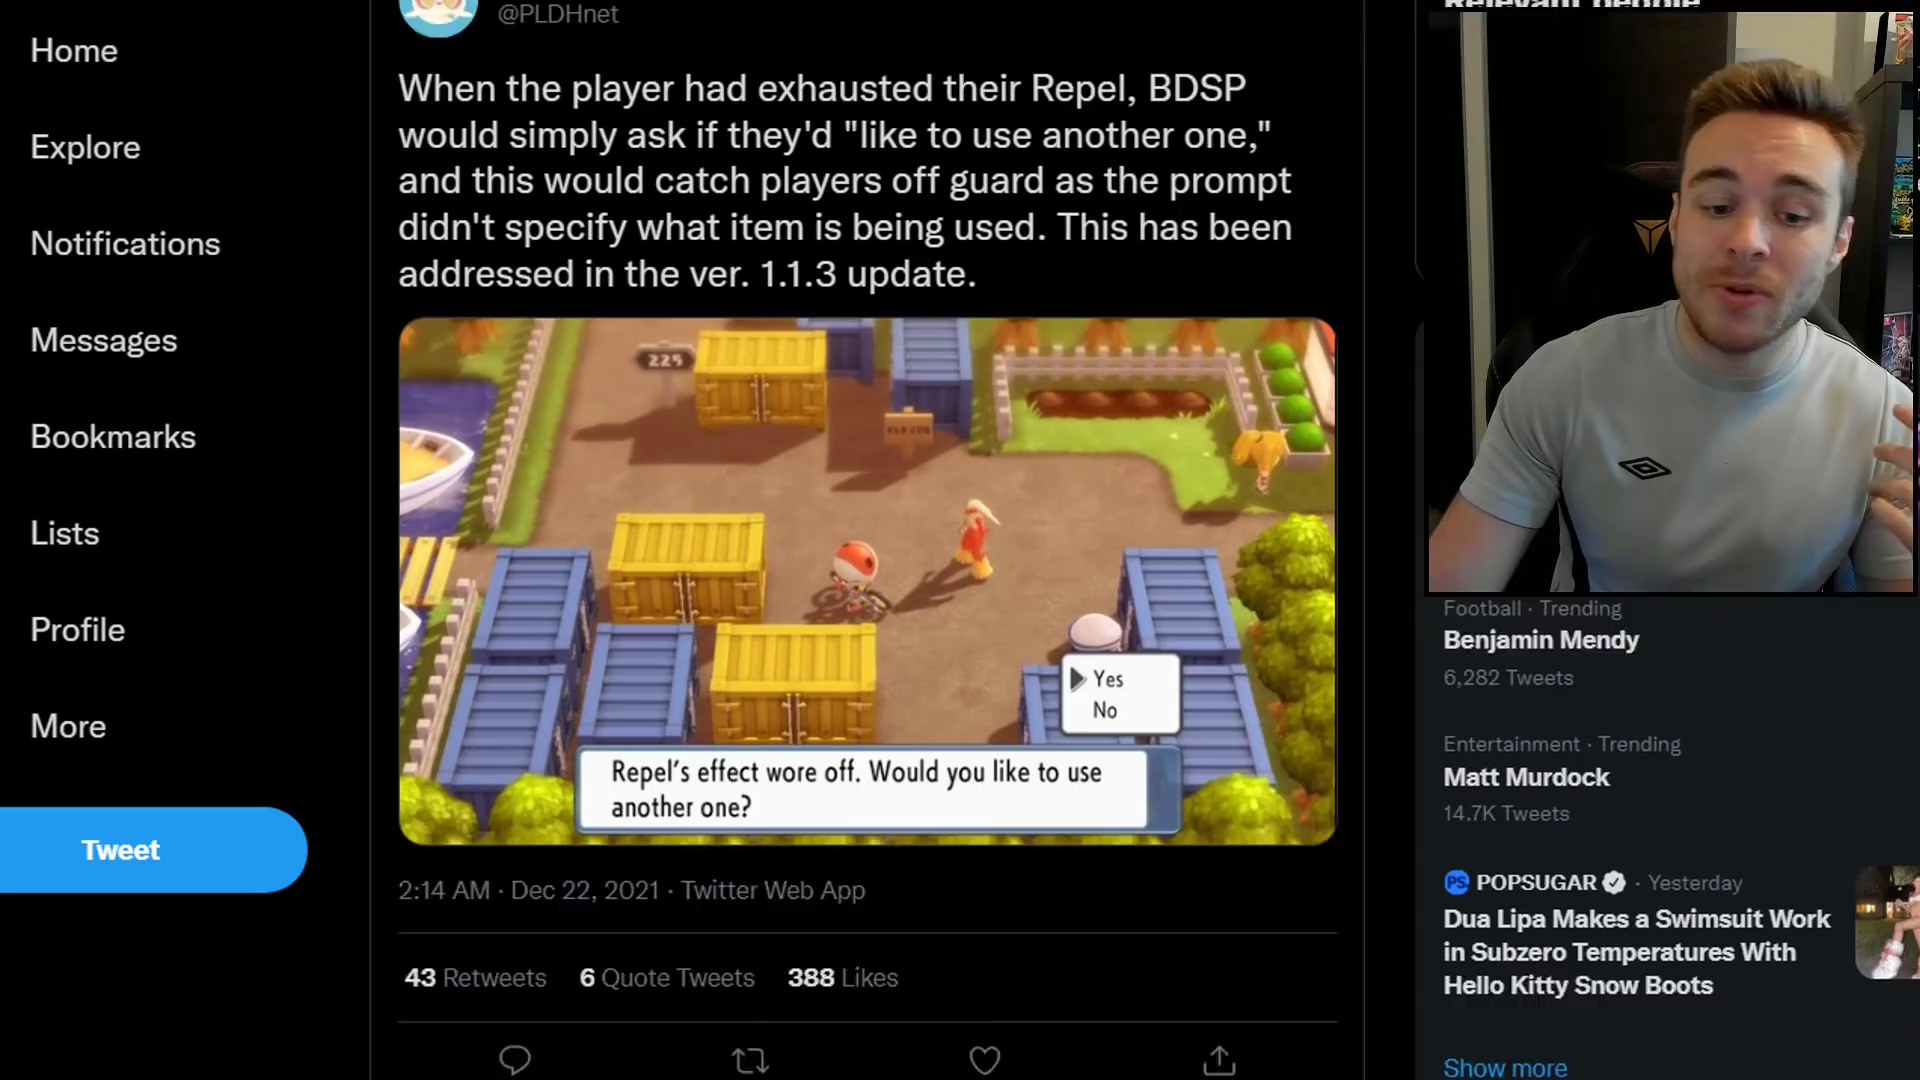 Home
Explore
Notifications
Messages
Bookmarks
Lists
Profile
More
Tweet
@PLDHnet
When the player had exhausted their Repel, BDSP
would simply ask if they'd "like to use another one,"
and this would catch players off guard as the prompt
didn't specify what item is being used. This has been
addressed in the ver. 1.1.3 update.
225
Yes
No
Repel's effect wore off. Would you like to use
another one?
2:14 AM · Dec 22, 2021 · Twitter Web App
43 Retweets 6 Quote Tweets 388 Likes
Relevant people
Football · Trending
Benjamin Mendy
6,282 Tweets
Entertainment · Trending
Matt Murdock
14.7K Tweets
PS POPSUGAR · Yesterday
Dua Lipa Makes a Swimsuit Work
in Subzero Temperatures With
Hello Kitty Snow Boots
Show more